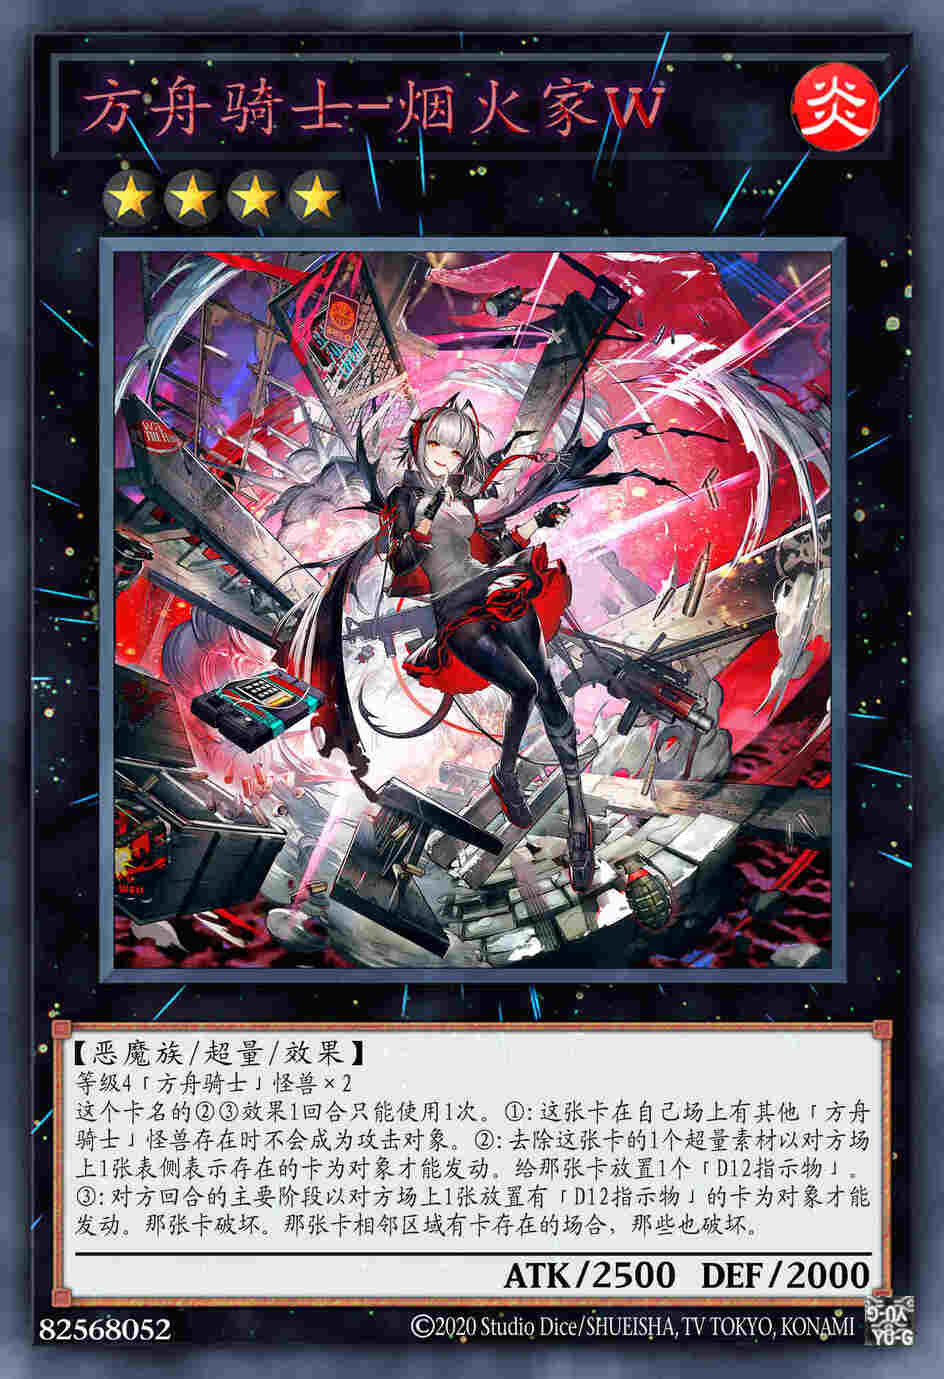 方舟骑士-烟火家W
炎
【恶魔族/超量/效果】
等级4「方舟骑士」怪兽×2
这个卡名的②③效果1回合只能使用1次。①:这张卡在自己场上有其他「方舟
骑士」怪兽存在时不会成为攻击对象。②:去除这张卡的1个超量素材以对方场
上1张表侧表示存在的卡为对象才能发动。给那张卡放置1个「D12指示物」。
③:对方回合的主要阶段以对方场上1张放置有「D12指示物」的卡为对象才能
发动。那张卡破坏。那张卡相邻区域有卡存在的场合,那些也破坏。
ATK/2500 DEF/2000
82568052
©2020 Studio Dice/SHUEISHA, TV TOKYO, KONAMI
YU-G